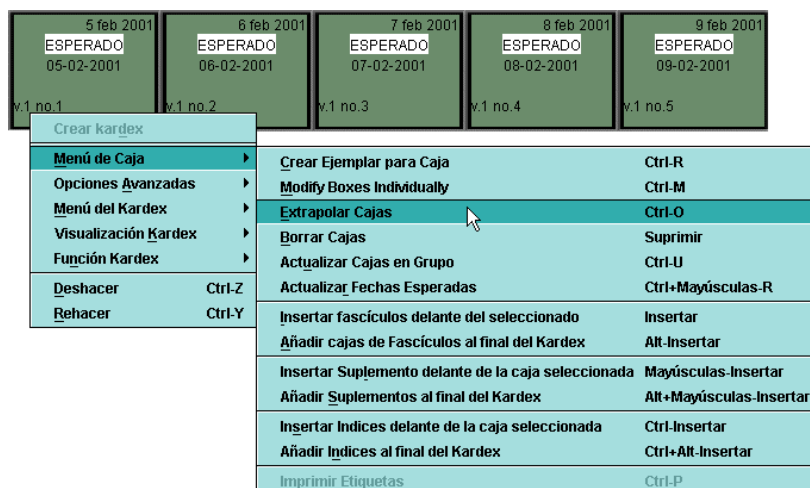 5 feb 2001 6 feb 2001 7 feb 2001 8 feb 2001 9 feb 2001
ESPERADO ESPERADO ESPERADO ESPERADO ESPERADO
05-02-2001 06-02-2001 07-02-2001 08-02-2001 09-02-2001
v.1 no.1 v.1 no.2 v.1 no.3 v.1 no.4 v.1 no.5
Crear kardex
Menú de Caja
Opciones Avanzadas
Menú del Kardex
Visualización Kardex
Función Kardex
Deshacer Ctrl-Z
Rehacer Ctrl-Y
Crear Ejemplar para Caja Ctrl-R
Modify Boxes Individually Ctrl-M
Extrapolar Cajas Ctrl-O
Borrar Cajas Suprimir
Actualizar Cajas en Grupo Ctrl-U
Actualizar Fechas Esperadas Ctrl+Mayúsculas-R
Insertar fascículos delante del seleccionado Insertar
Añadir cajas de Fascículos al final del Kardex Alt-Insertar
Insertar Suplemento delante de la caja seleccionada Mayúsculas-Insertar
Añadir Suplementos al final del Kardex Alt+Mayúsculas-Insertar
Insertar Indices delante de la caja seleccionada Ctrl-Insertar
Añadir Indices al final del Kardex Ctrl+Alt-Insertar
Imprimir Etiquetas Ctrl-P